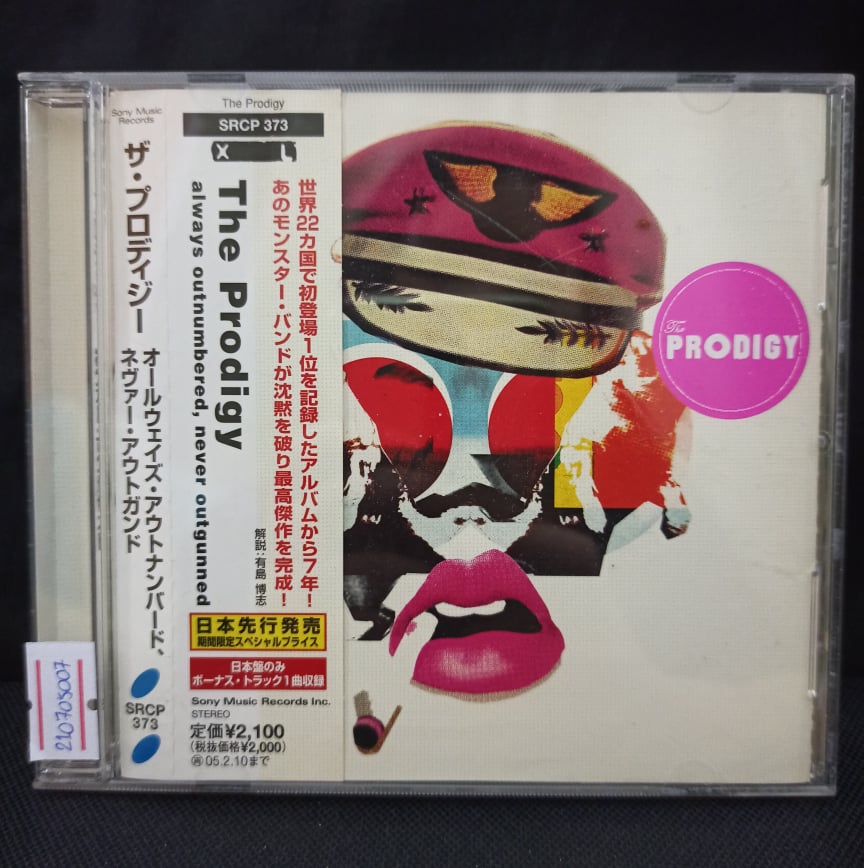 Sony Music
Records
ザ・プロディジー
オールウェイズ・アウトナンバード、
ネヴァー・アウトガンド
SRCP
373
210705007
The Prodigy
SRCP 373
X L
世界22カ国で初登場1位を記録したアルバムから7年!
あのモンスター・バンドが沈黙を破り最高傑作を完成!
解説:有島 博志
The Prodigy
always outnumbered, never outgunned
日本先行発売
期間限定スペシャルプライス
日本盤のみ
ボーナス・トラック1曲収録
Sony Music Records Inc.
STEREO
定価¥2,100
(税抜価格¥2,000)
再05.2.10まで
The
PRODIGY